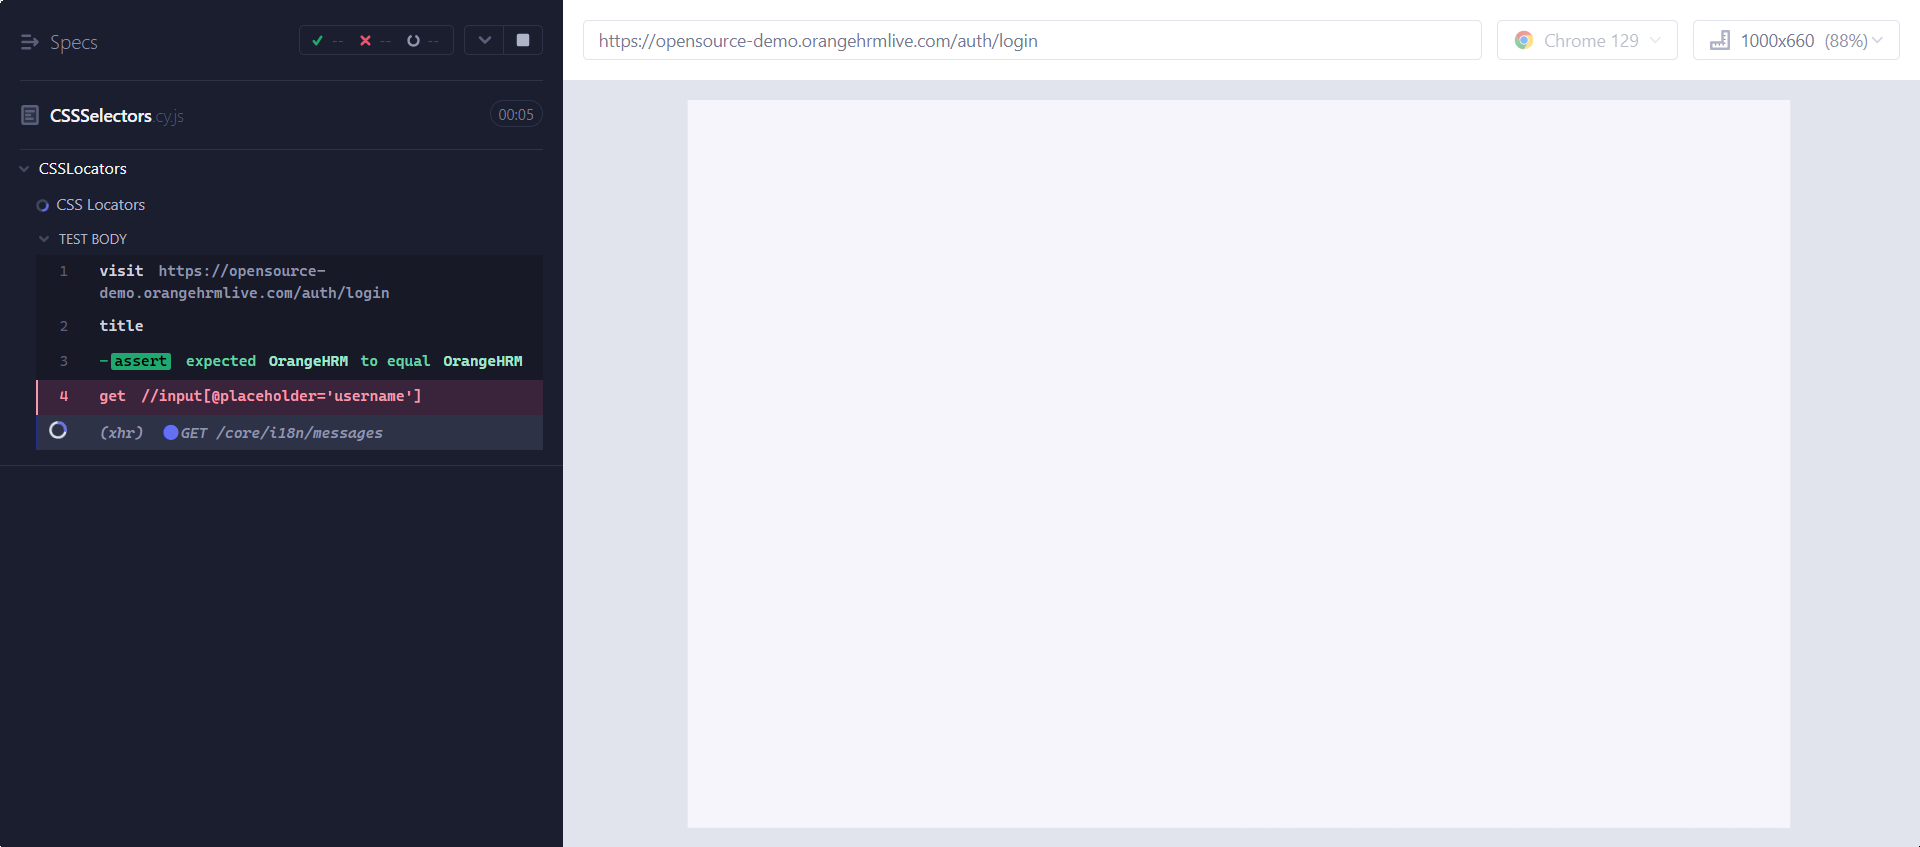 Specs
--
--
--
https://opensource-demo.orangehrmlive.com/auth/login
Chrome 129
1000x660 (88%)
CSSSelectors.cy.js
00:05
CSSLocators
CSS Locators
TEST BODY
1 visit https://opensource-
demo.orangehrmlive.com/auth/login
2 title
3 -assert expected OrangeHRM to equal OrangeHRM
4 get //input[@placeholder='username']
(xhr) GET /core/i18n/messages